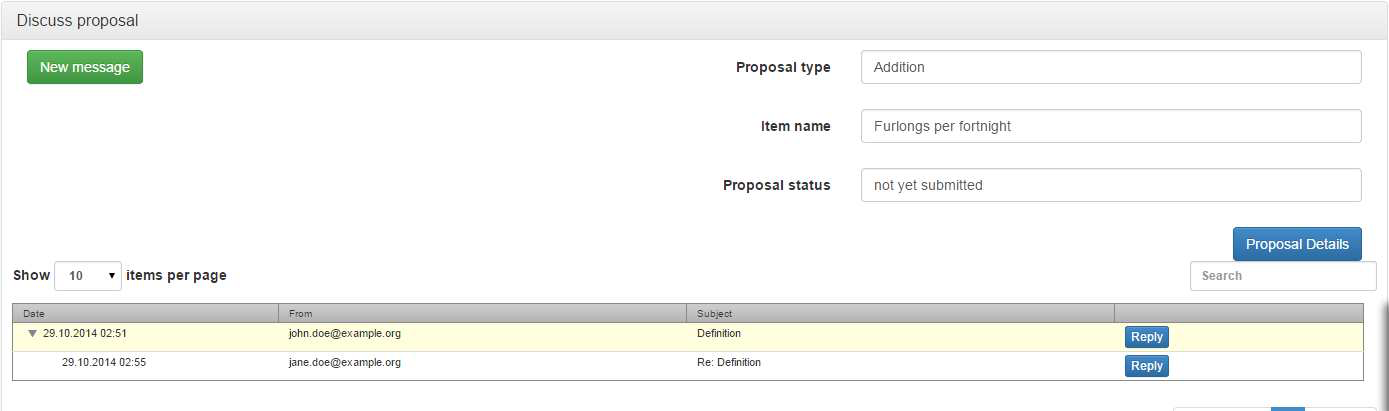 Discuss proposal
New message
Proposal type Addition
Item name Furlongs per fortnight
Proposal status not yet submitted
Proposal Details
Show 10 items per page Search
Date From Subject
29.10.2014 02:51 john.doe@example.org Definition Reply
29.10.2014 02:55 jane.doe@example.org Re: Definition Reply